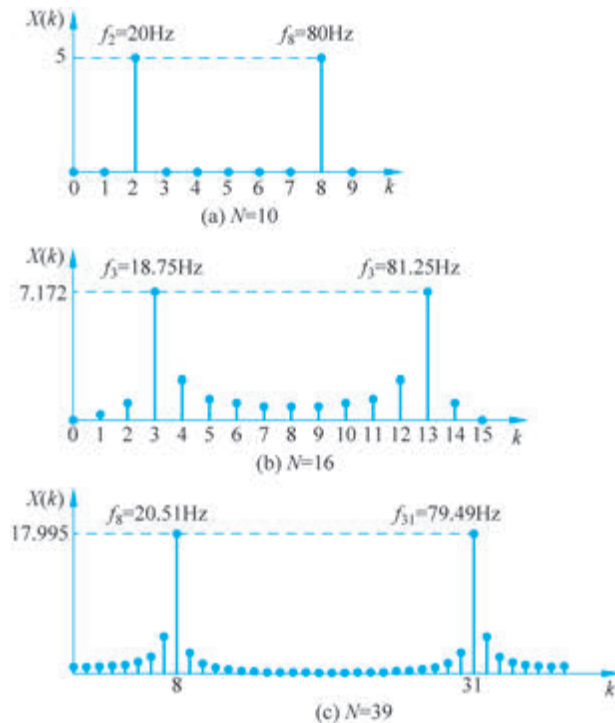 X(k)
f₂=20Hz f₈=80Hz
5
0 1 2 3 4 5 6 7 8 9 k
(a) N=10
X(k)
f₃=18.75Hz f₃=81.25Hz
7.172
0 1 2 3 4 5 6 7 8 9 10 11 12 13 14 15 k
(b) N=16
X(k)
f₈=20.51Hz f₃₁=79.49Hz
17.995
8 31 k
(c) N=39